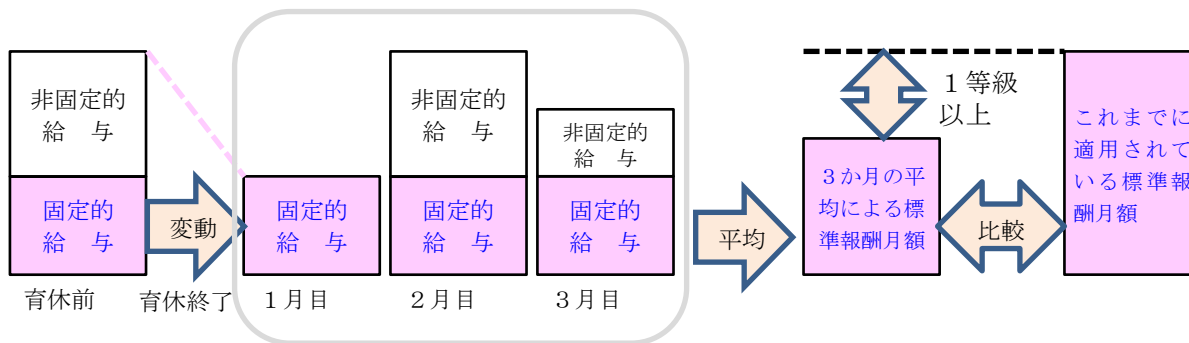 非固定的
給　与
固定的
給　与
育休前
変動
育休終了
固定的
給　与
１月目
非固定的
給　与
固定的
給　与
２月目
非固定的
給　与
固定的
給　与
３月目
平均
１等級
以上
３か月の平
均による標
準報酬月額
比較
これまでに
適用されて
いる標準報
酬月額